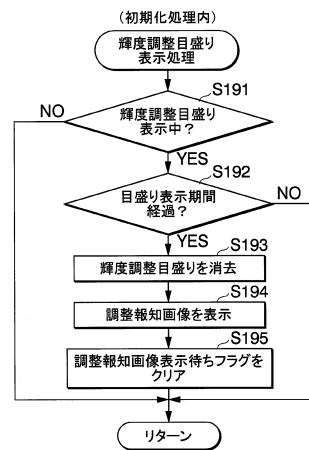 (初期化処理内)
輝度調整目盛り
表示処理
S191
NO
輝度調整目盛り
表示中?
YES
S192
NO
目盛り表示期間
経過?
YES
S193
輝度調整目盛りを消去
S194
調整報知画像を表示
S195
調整報知画像表示待ちフラグを
クリア
リターン